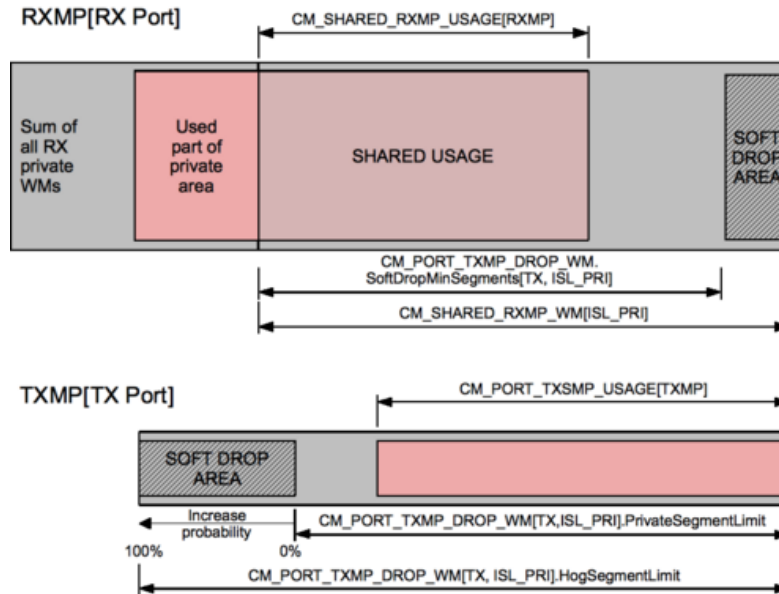 RXMP[RX Port]
CM_SHARED_RXMP_USAGE[RXMP]
Sum of
all RX
private
WMs
Used
part of
private
area
SHARED USAGE
SOFT
DROP
AREA
CM_PORT_TXMP_DROP_WM.
SoftDropMinSegments[TX, ISL_PRI]
CM_SHARED_RXMP_WM[ISL_PRI]
TXMP[TX Port]
CM_PORT_TXSMP_USAGE[TXMP]
SOFT DROP
AREA
Increase
probability
CM_PORT_TXMP_DROP_WM[TX,ISL_PRI].PrivateSegmentLimit
100%
0%
CM_PORT_TXMP_DROP_WM[TX, ISL_PRI].HogSegmentLimit